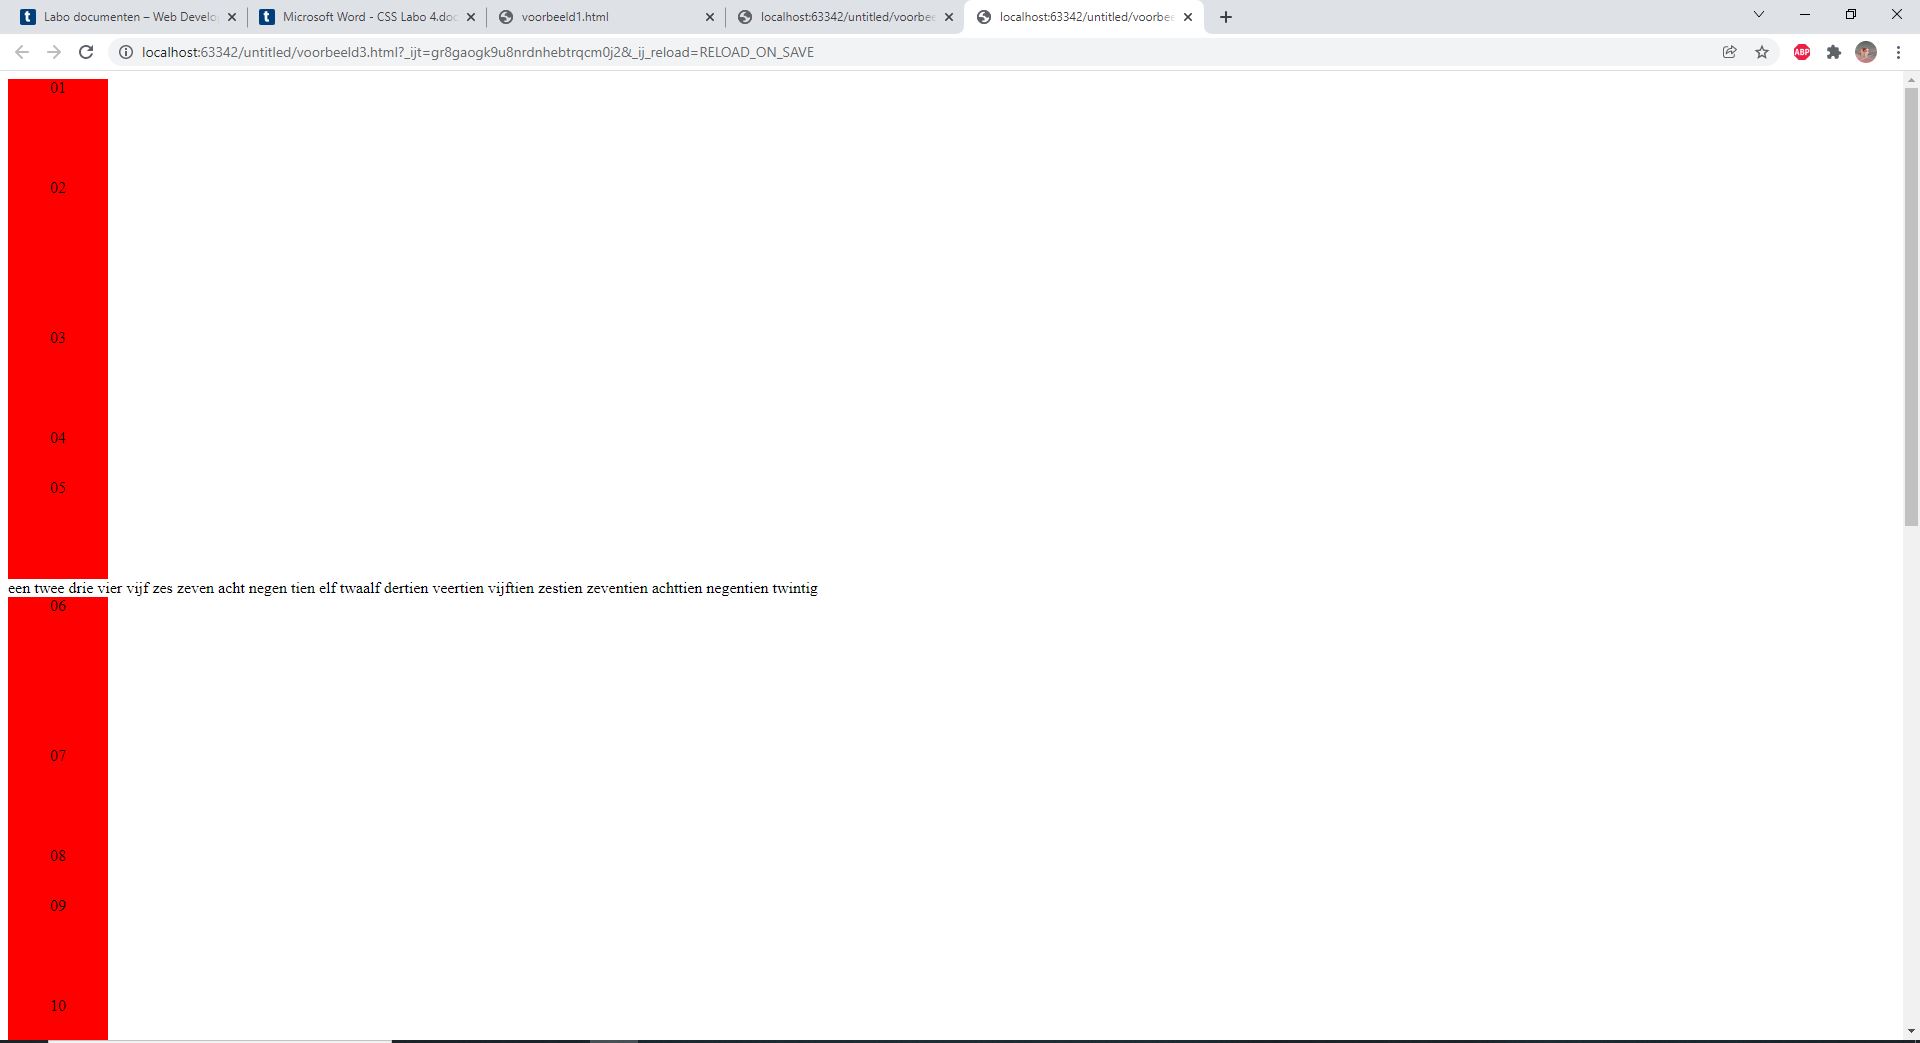 Labo documenten – Web Develo
Microsoft Word - CSS Labo 4.doc
voorbeeld1.html
localhost:63342/untitled/voorbee
localhost:63342/untitled/voorbee
localhost:63342/untitled/voorbeeld3.html?_ijt=gr8gaogk9u8nrdnhebtrqcm0j2&_ij_reload=RELOAD_ON_SAVE
ABP
01
02
03
04
05
een twee drie vier vijf zes zeven acht negen tien elf twaalf dertien veertien vijftien zestien zeventien achttien negentien twintig
06
07
08
09
10